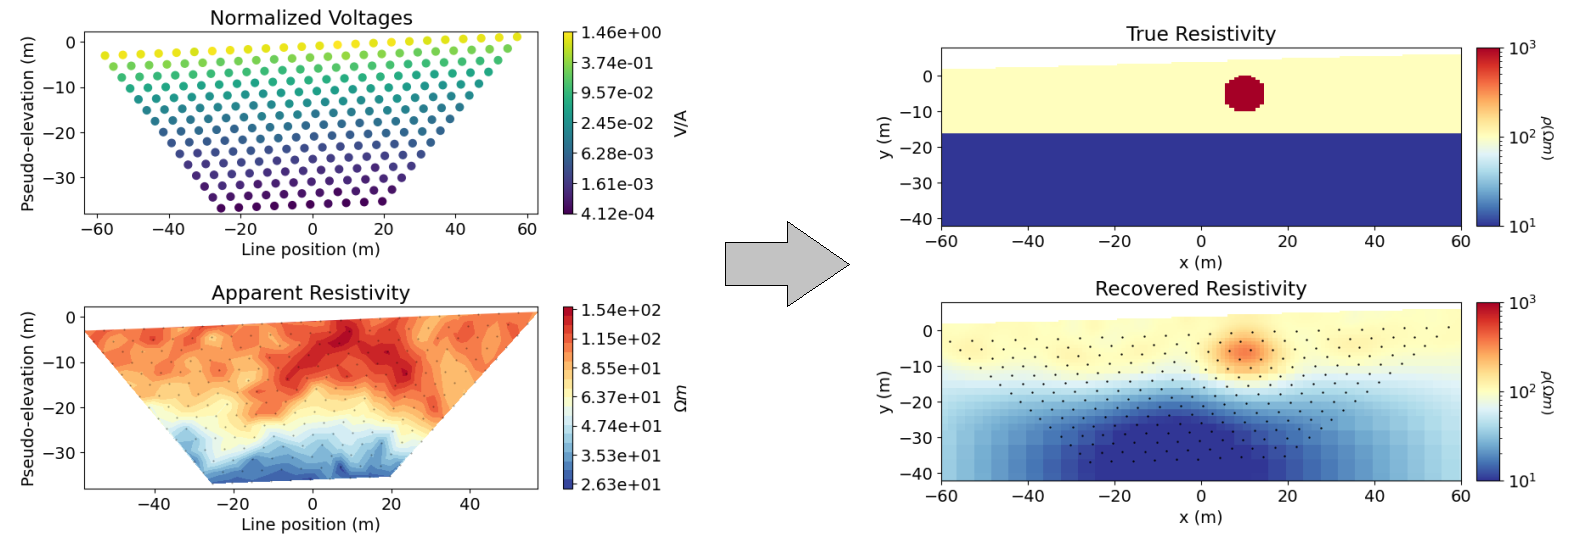 Normalized Voltages
Pseudo-elevation (m)
0
−10
−20
−30
−60 −40 −20 0 20 40 60
Line position (m)
1.46e+00
3.74e-01
9.57e-02
2.45e-02
6.28e-03
1.61e-03
4.12e-04
V/A
Apparent Resistivity
Pseudo-elevation (m)
0
−10
−20
−30
−40 −20 0 20 40
Line position (m)
1.54e+02
1.15e+02
8.55e+01
6.37e+01
4.74e+01
3.53e+01
2.63e+01
Ωm
True Resistivity
y (m)
0
−10
−20
−30
−40
−60 −40 −20 0 20 40 60
x (m)
10³
10²
10¹
ρ(Ωm)
Recovered Resistivity
y (m)
0
−10
−20
−30
−40
−60 −40 −20 0 20 40 60
x (m)
10³
10²
10¹
ρ(Ωm)